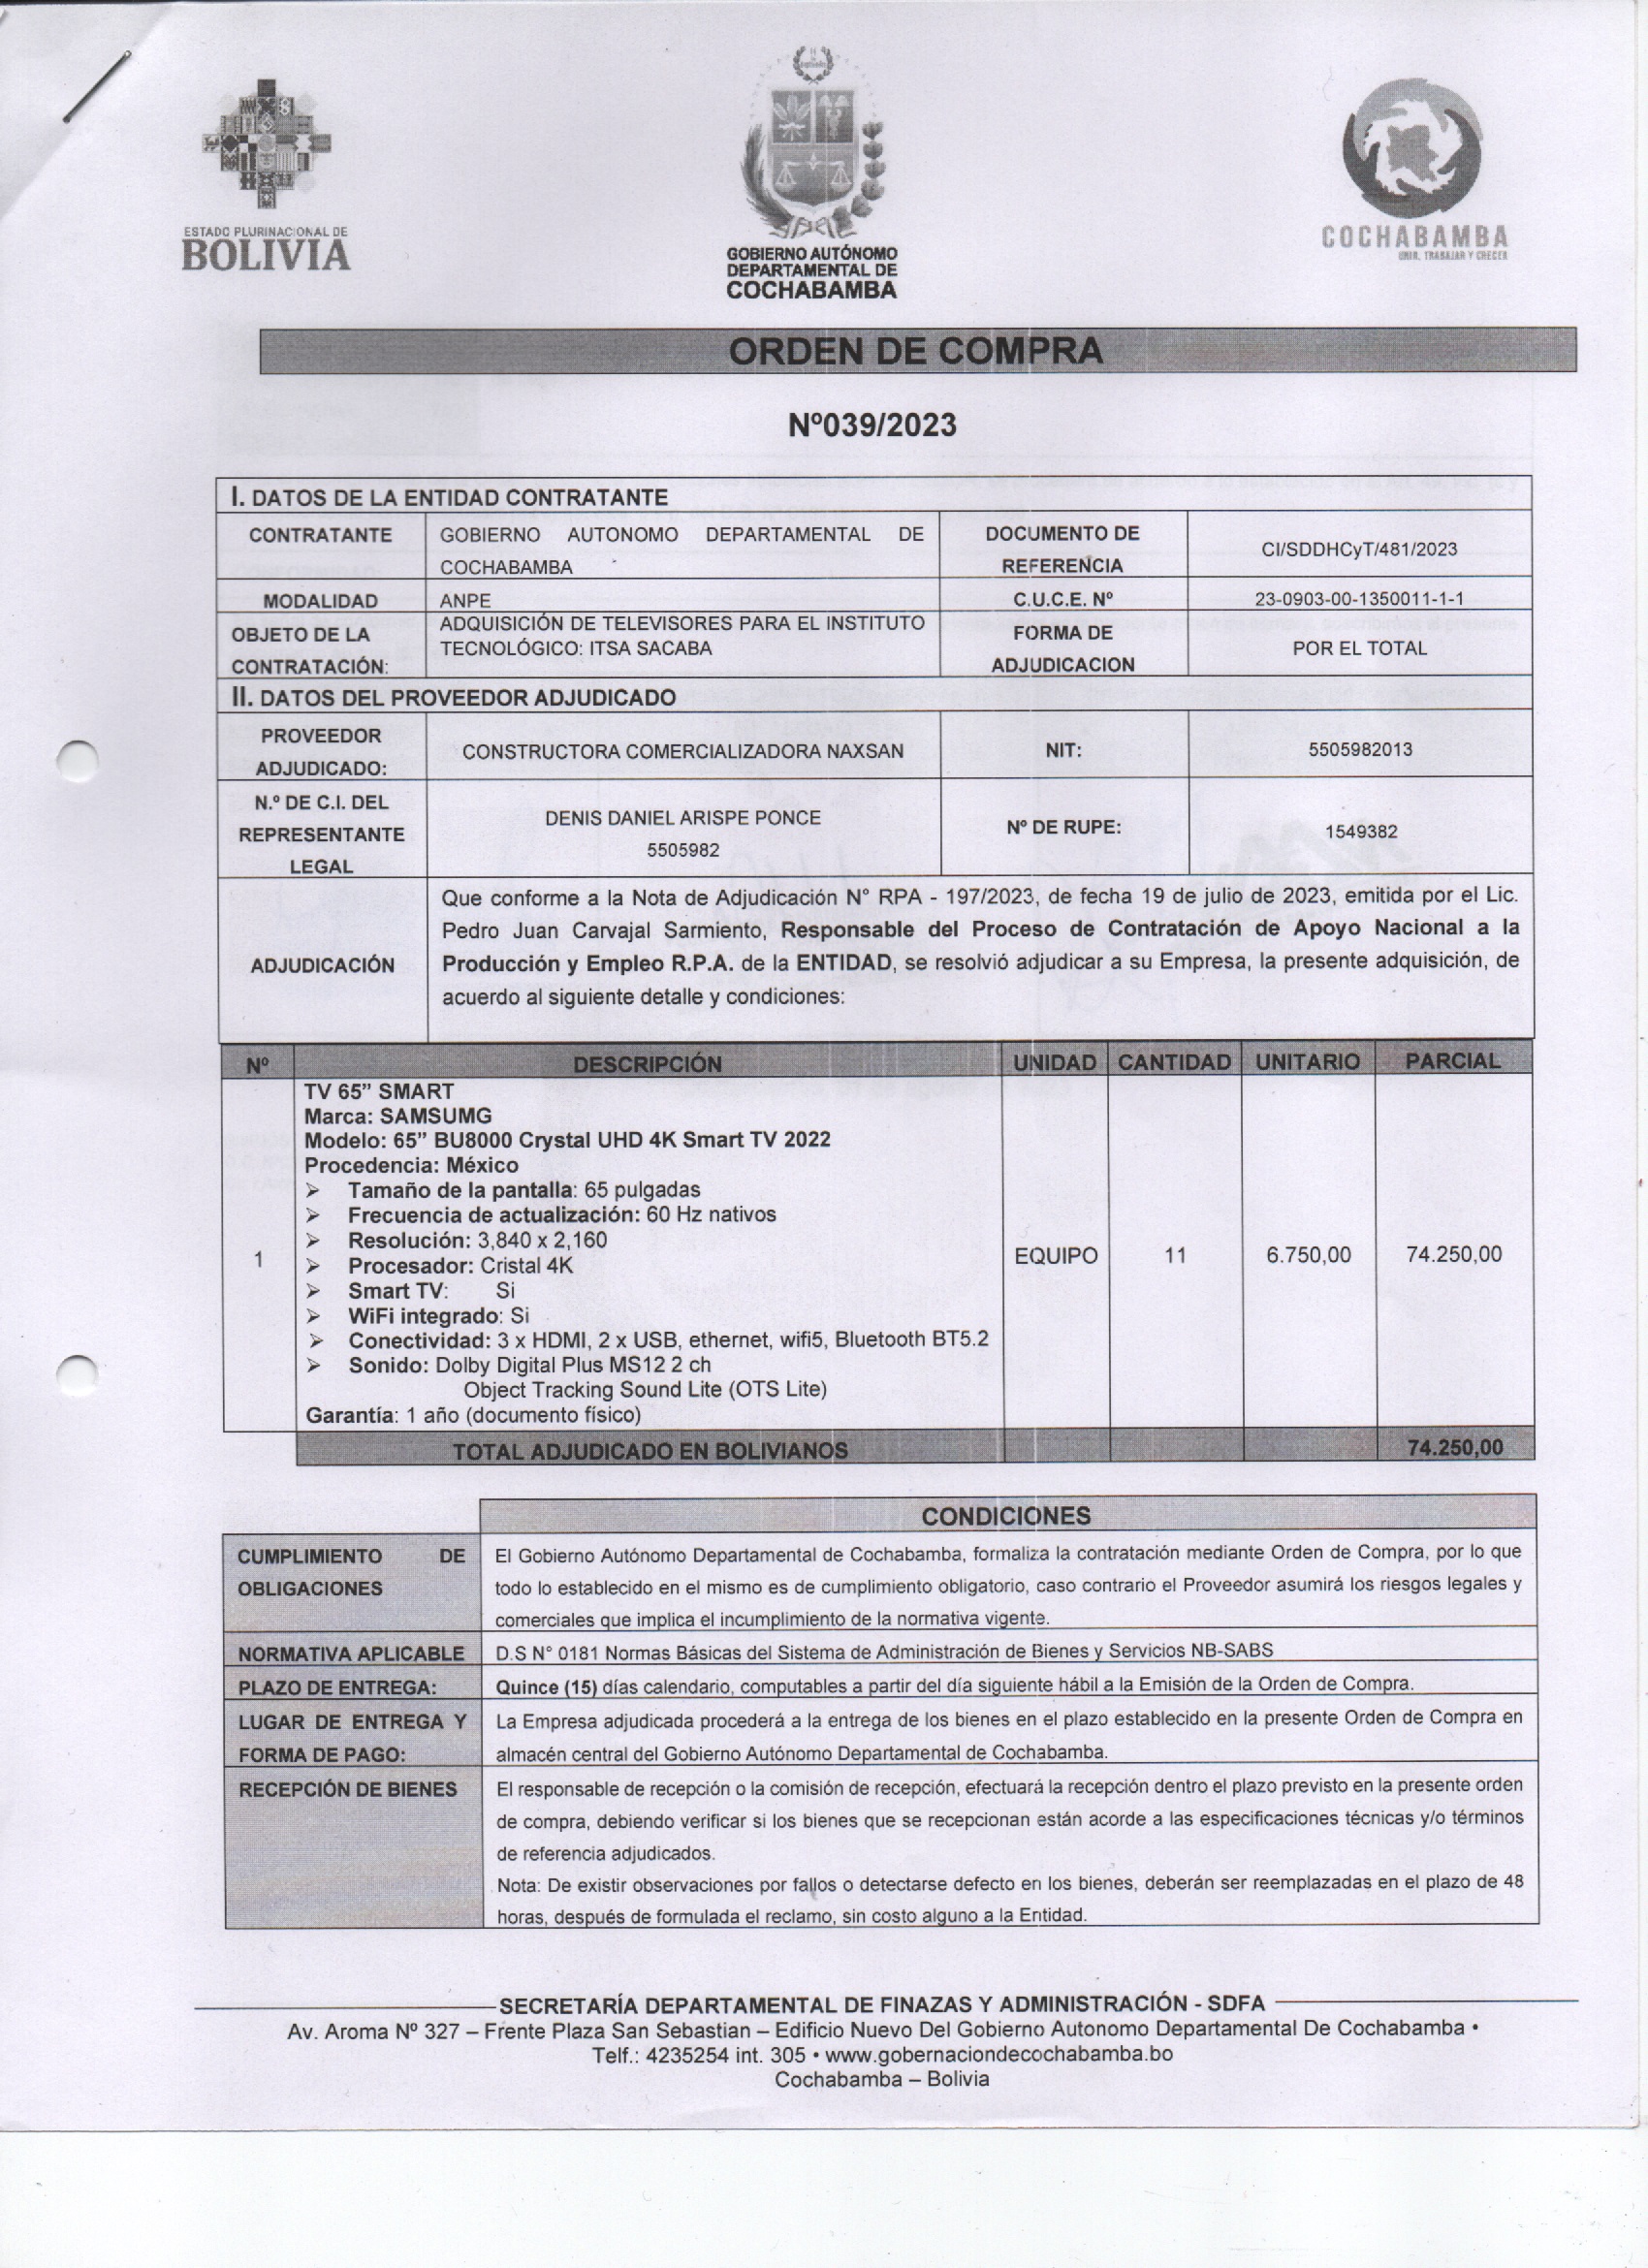 ESTADO PLURINACIONAL DE
BOLIVIA
GOBIERNO AUTÓNOMO
DEPARTAMENTAL DE
COCHABAMBA
COCHABAMBA
UNIR, TRABAJAR Y CRECER
ORDEN DE COMPRA
Nº039/2023
I. DATOS DE LA ENTIDAD CONTRATANTE
CONTRATANTE
GOBIERNO AUTONOMO DEPARTAMENTAL DE
COCHABAMBA
DOCUMENTO DE
REFERENCIA
CI/SDDHCyT/481/2023
MODALIDAD
ANPE
C.U.C.E. Nº
23-0903-00-1350011-1-1
OBJETO DE LA
CONTRATACIÓN:
ADQUISICIÓN DE TELEVISORES PARA EL INSTITUTO
TECNOLÓGICO: ITSA SACABA
FORMA DE
ADJUDICACION
POR EL TOTAL
II. DATOS DEL PROVEEDOR ADJUDICADO
PROVEEDOR
ADJUDICADO:
CONSTRUCTORA COMERCIALIZADORA NAXSAN
NIT:
5505982013
N.º DE C.I. DEL
REPRESENTANTE
LEGAL
DENIS DANIEL ARISPE PONCE
5505982
Nº DE RUPE:
1549382
ADJUDICACIÓN
Que conforme a la Nota de Adjudicación N° RPA - 197/2023, de fecha 19 de julio de 2023, emitida por el Lic.
Pedro Juan Carvajal Sarmiento, Responsable del Proceso de Contratación de Apoyo Nacional a la
Producción y Empleo R.P.A. de la ENTIDAD, se resolvió adjudicar a su Empresa, la presente adquisición, de
acuerdo al siguiente detalle y condiciones:
Nº DESCRIPCIÓN UNIDAD CANTIDAD UNITARIO PARCIAL
TV 65” SMART
Marca: SAMSUMG
Modelo: 65” BU8000 Crystal UHD 4K Smart TV 2022
Procedencia: México
➢ Tamaño de la pantalla: 65 pulgadas
➢ Frecuencia de actualización: 60 Hz nativos
➢ Resolución: 3,840 x 2,160
1 EQUIPO 11 6.750,00 74.250,00
➢ Procesador: Cristal 4K
➢ Smart TV: Si
➢ WiFi integrado: Si
➢ Conectividad: 3 x HDMI, 2 x USB, ethernet, wifi5, Bluetooth BT5.2
➢ Sonido: Dolby Digital Plus MS12 2 ch
Object Tracking Sound Lite (OTS Lite)
Garantía: 1 año (documento físico)
TOTAL ADJUDICADO EN BOLIVIANOS 74.250,00
CONDICIONES
CUMPLIMIENTO DE
OBLIGACIONES
El Gobierno Autónomo Departamental de Cochabamba, formaliza la contratación mediante Orden de Compra, por lo que
todo lo establecido en el mismo es de cumplimiento obligatorio, caso contrario el Proveedor asumirá los riesgos legales y
comerciales que implica el incumplimiento de la normativa vigente.
NORMATIVA APLICABLE
D.S N° 0181 Normas Básicas del Sistema de Administración de Bienes y Servicios NB-SABS
PLAZO DE ENTREGA:
Quince (15) días calendario, computables a partir del día siguiente hábil a la Emisión de la Orden de Compra.
LUGAR DE ENTREGA Y
FORMA DE PAGO:
La Empresa adjudicada procederá a la entrega de los bienes en el plazo establecido en la presente Orden de Compra en
almacén central del Gobierno Autónomo Departamental de Cochabamba.
RECEPCIÓN DE BIENES
El responsable de recepción o la comisión de recepción, efectuará la recepción dentro el plazo previsto en la presente orden
de compra, debiendo verificar si los bienes que se recepcionan están acorde a las especificaciones técnicas y/o términos
de referencia adjudicados.
Nota: De existir observaciones por fallos o detectarse defecto en los bienes, deberán ser reemplazadas en el plazo de 48
horas, después de formulada el reclamo, sin costo alguno a la Entidad.
SECRETARÍA DEPARTAMENTAL DE FINAZAS Y ADMINISTRACIÓN - SDFA
Av. Aroma Nº 327 – Frente Plaza San Sebastian – Edificio Nuevo Del Gobierno Autonomo Departamental De Cochabamba •
Telf.: 4235254 int. 305 • www.gobernaciondecochabamba.bo
Cochabamba – Bolivia